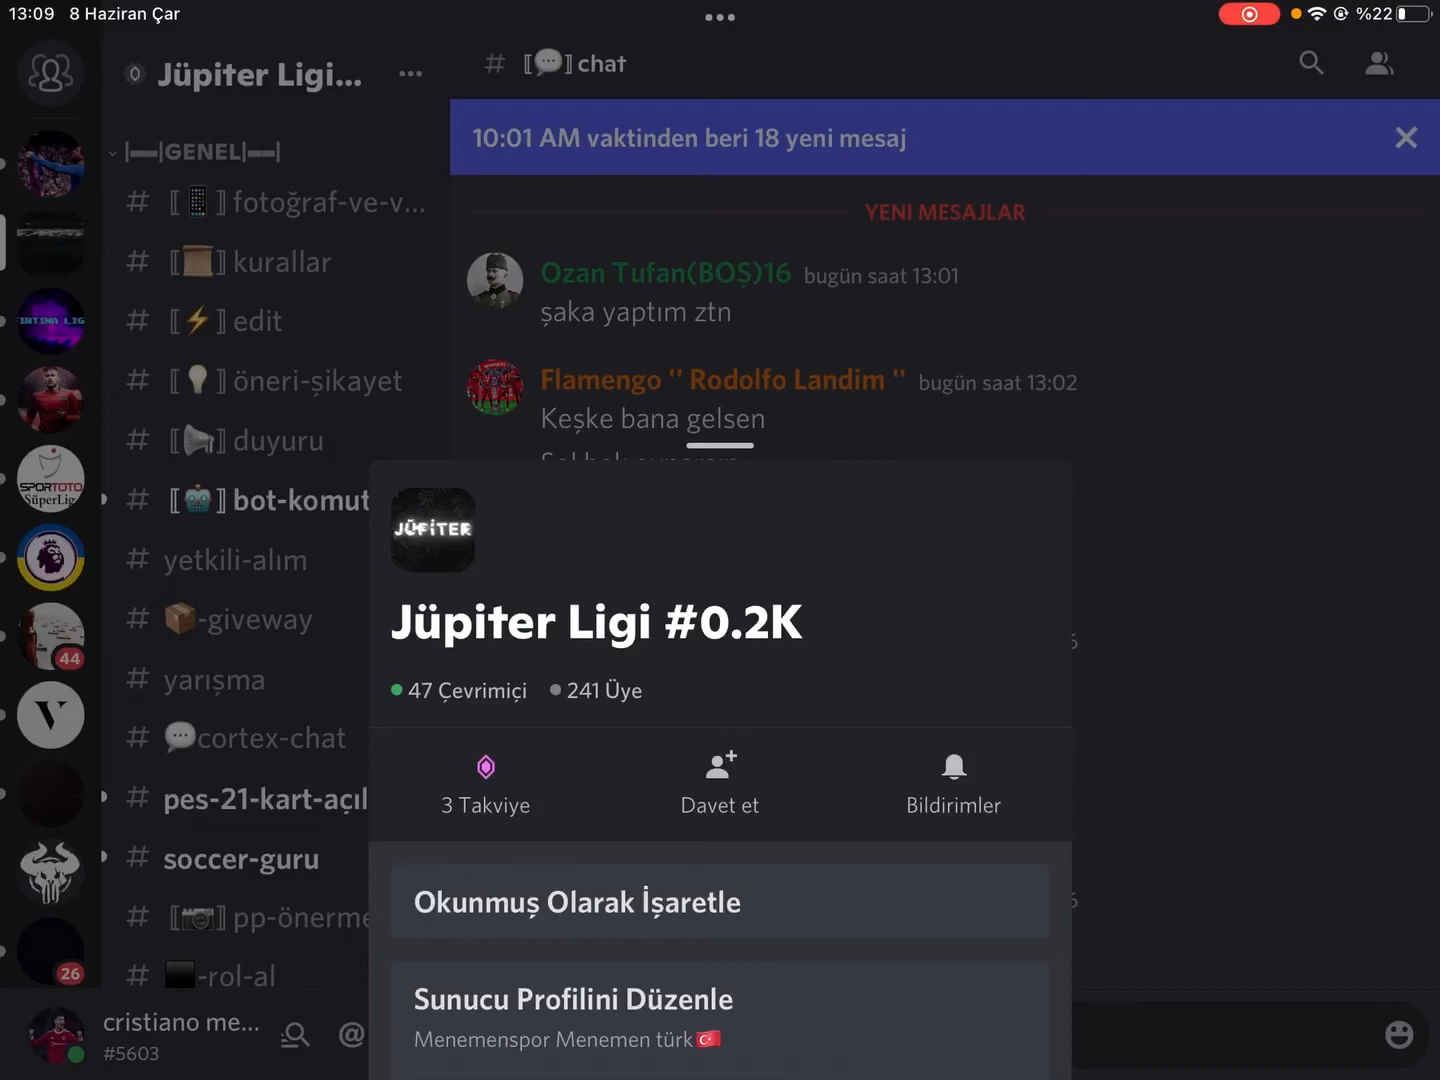 13:09 8 Haziran Çar
%22
Jüpiter Ligi...
# [💬] chat
10:01 AM vaktinden beri 18 yeni mesaj
YENI MESAJLAR
|━━|GENEL|━━|
# 〚📱〛fotoğraf-ve-v...
# 〚📜〛kurallar
# 〚⚡〛edit
# 〚💡〛öneri-şikayet
# 〚📢〛duyuru
# 〚🤖〛bot-komut
# yetkili-alım
# 📦-giveway
# yarışma
# 💬cortex-chat
# pes-21-kart-açıl
# soccer-guru
# 〚📷〛pp-önerme
# ⬛-rol-al
Ozan Tufan(BOŞ)16 bugün saat 13:01
şaka yaptım ztn
Flamengo '' Rodolfo Landim '' bugün saat 13:02
Keşke bana gelsen
JÜPİTER
Jüpiter Ligi #0.2K
47 Çevrimiçi 241 Üye
3 Takviye
Davet et
Bildirimler
Okunmuş Olarak İşaretle
Sunucu Profilini Düzenle
Menemenspor Menemen türk🇹🇷
SPORTOTO
SüperLig
44
V
26
cristiano me...
#5603
@